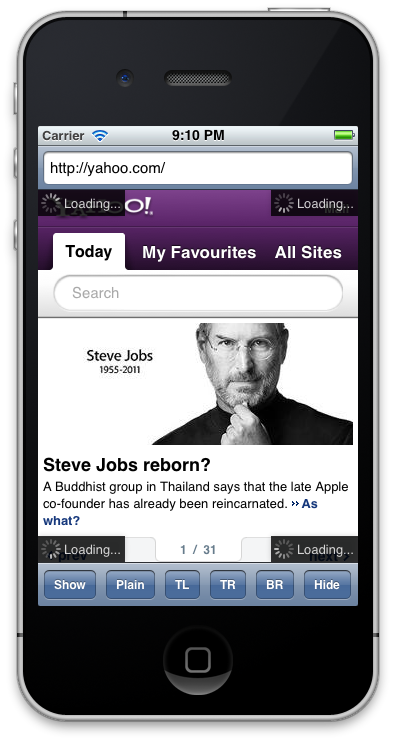 Carrier 9:10 PM
http://yahoo.com/
Loading... O!. Loading...
Today My Favourites All Sites
Search
Steve Jobs
1955-2011
Steve Jobs reborn?
A Buddhist group in Thailand says that the late Apple
co-founder has already been reincarnated. ›› As
what?
Loading... 1 / 31 Loading...
Show Plain TL TR BR Hide